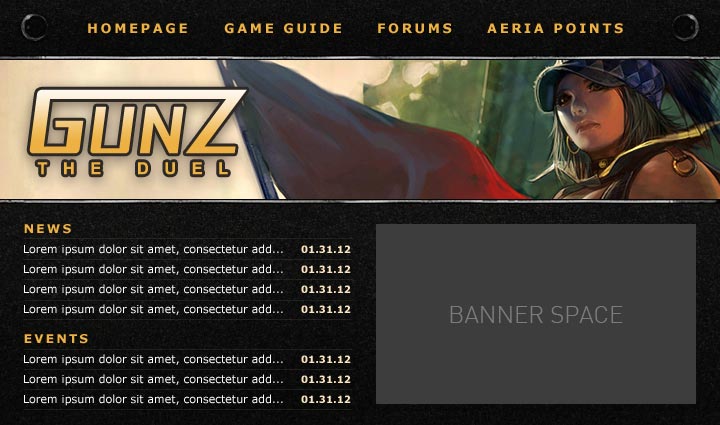 HOMEPAGE GAME GUIDE FORUMS AERIA POINTS
GUNZ
THE DUEL
NEWS
Lorem ipsum dolor sit amet, consectetur add... 01.31.12
Lorem ipsum dolor sit amet, consectetur add... 01.31.12
Lorem ipsum dolor sit amet, consectetur add... 01.31.12
Lorem ipsum dolor sit amet, consectetur add... 01.31.12
EVENTS
Lorem ipsum dolor sit amet, consectetur add... 01.31.12
Lorem ipsum dolor sit amet, consectetur add... 01.31.12
Lorem ipsum dolor sit amet, consectetur add... 01.31.12
BANNER SPACE